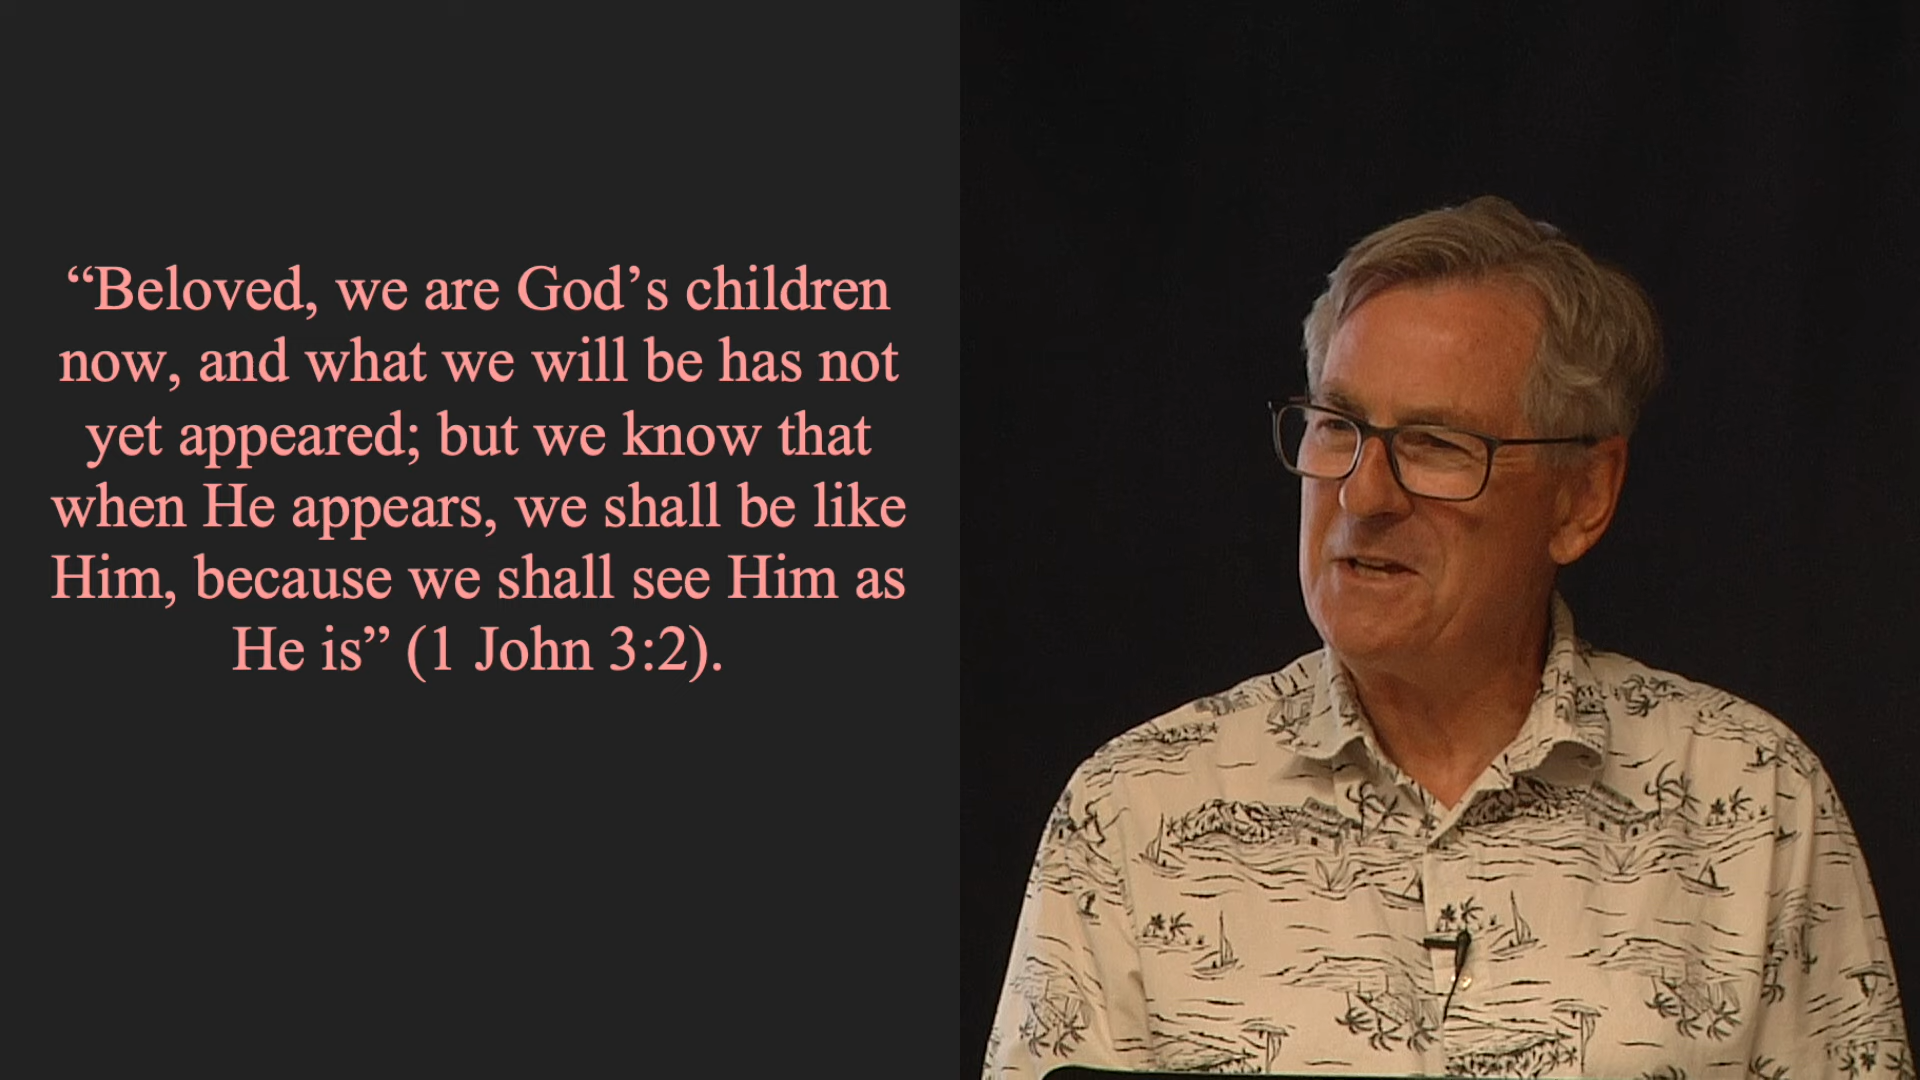 “Beloved, we are God’s children
now, and what we will be has not
yet appeared; but we know that
when He appears, we shall be like
Him, because we shall see Him as
He is” (1 John 3:2).